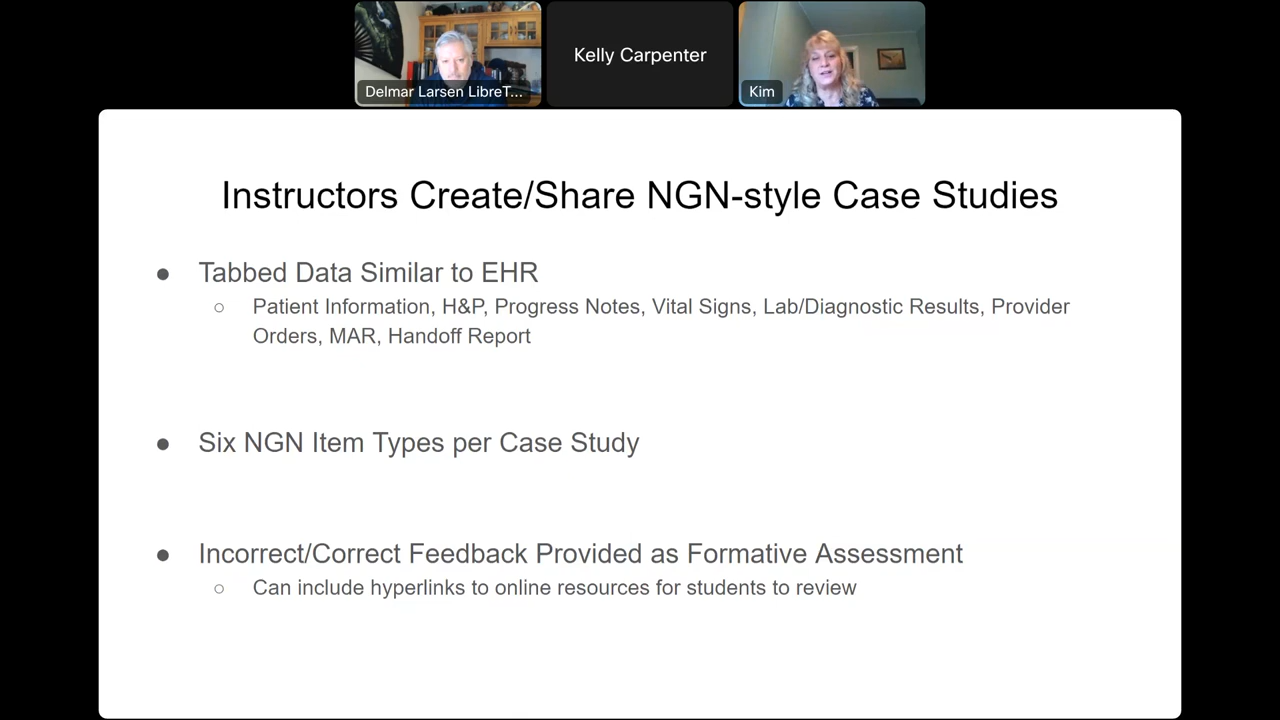 Delmar Larsen LibreT...
Kelly Carpenter
Kim
Instructors Create/Share NGN-style Case Studies
● Tabbed Data Similar to EHR
○ Patient Information, H&P, Progress Notes, Vital Signs, Lab/Diagnostic Results, Provider
Orders, MAR, Handoff Report
● Six NGN Item Types per Case Study
● Incorrect/Correct Feedback Provided as Formative Assessment
○ Can include hyperlinks to online resources for students to review